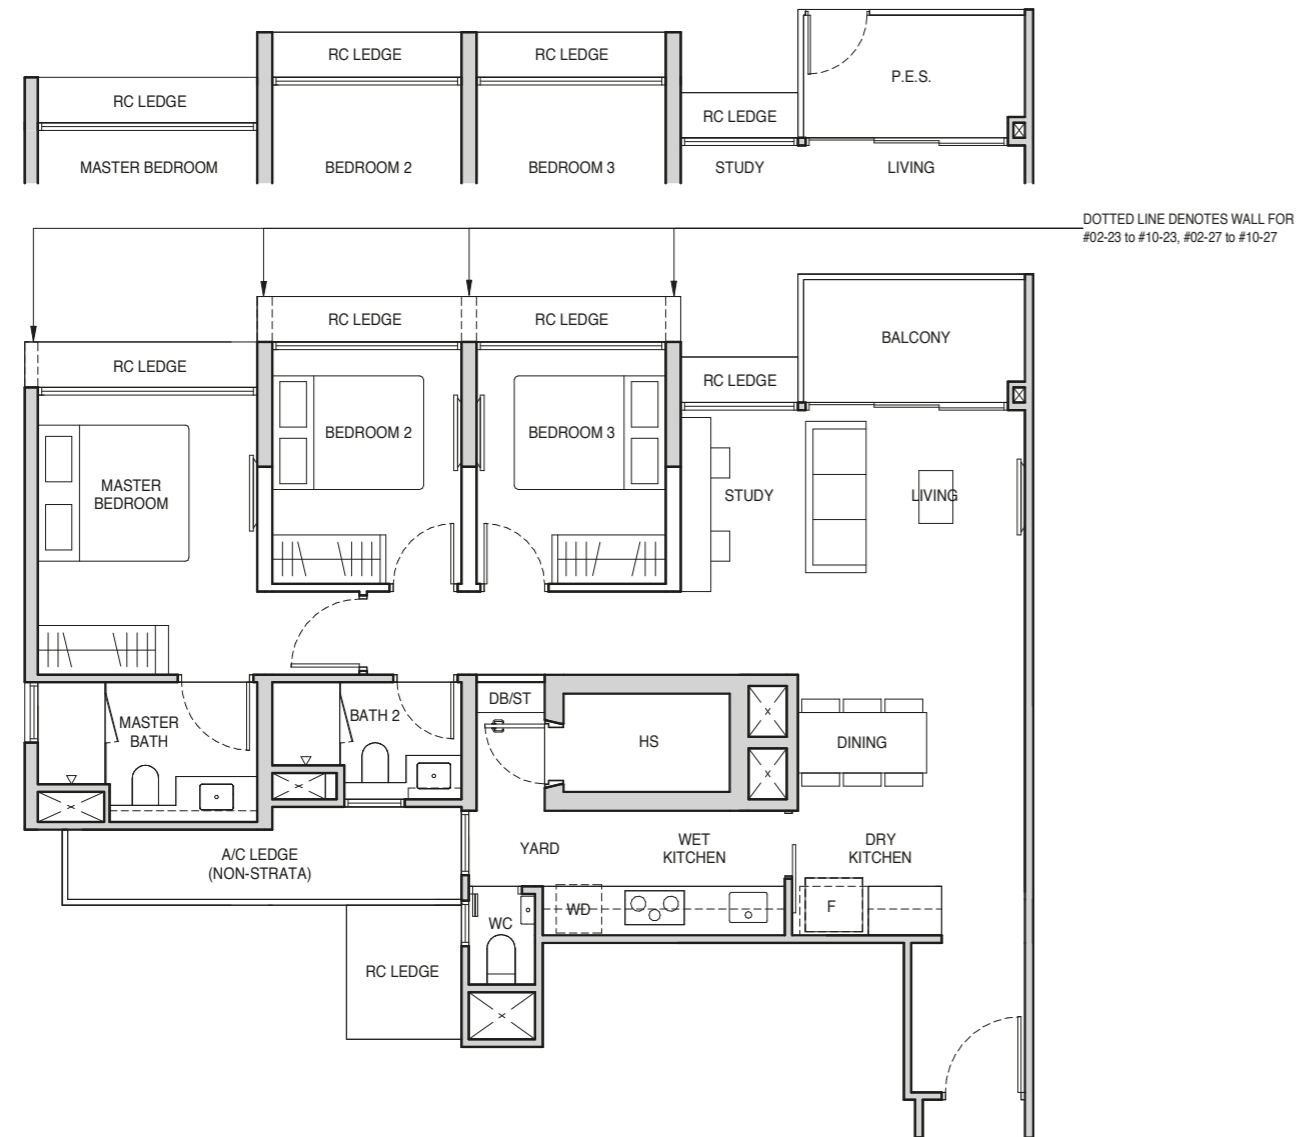 RC LEDGE
RC LEDGE
RC LEDGE
P.E.S.
RC LEDGE
MASTER BEDROOM
BEDROOM 2
BEDROOM 3
STUDY
LIVING
DOTTED LINE DENOTES WALL FOR
#02-23 to #10-23, #02-27 to #10-27
RC LEDGE
RC LEDGE
BALCONY
RC LEDGE
RC LEDGE
BEDROOM 2
BEDROOM 3
MASTER
BEDROOM
STUDY
LIVING
DB/ST
MASTER
BATH
BATH 2
HS
DINING
A/C LEDGE
(NON-STRATA)
YARD
WET
KITCHEN
DRY
KITCHEN
WC
WD
F
RC LEDGE